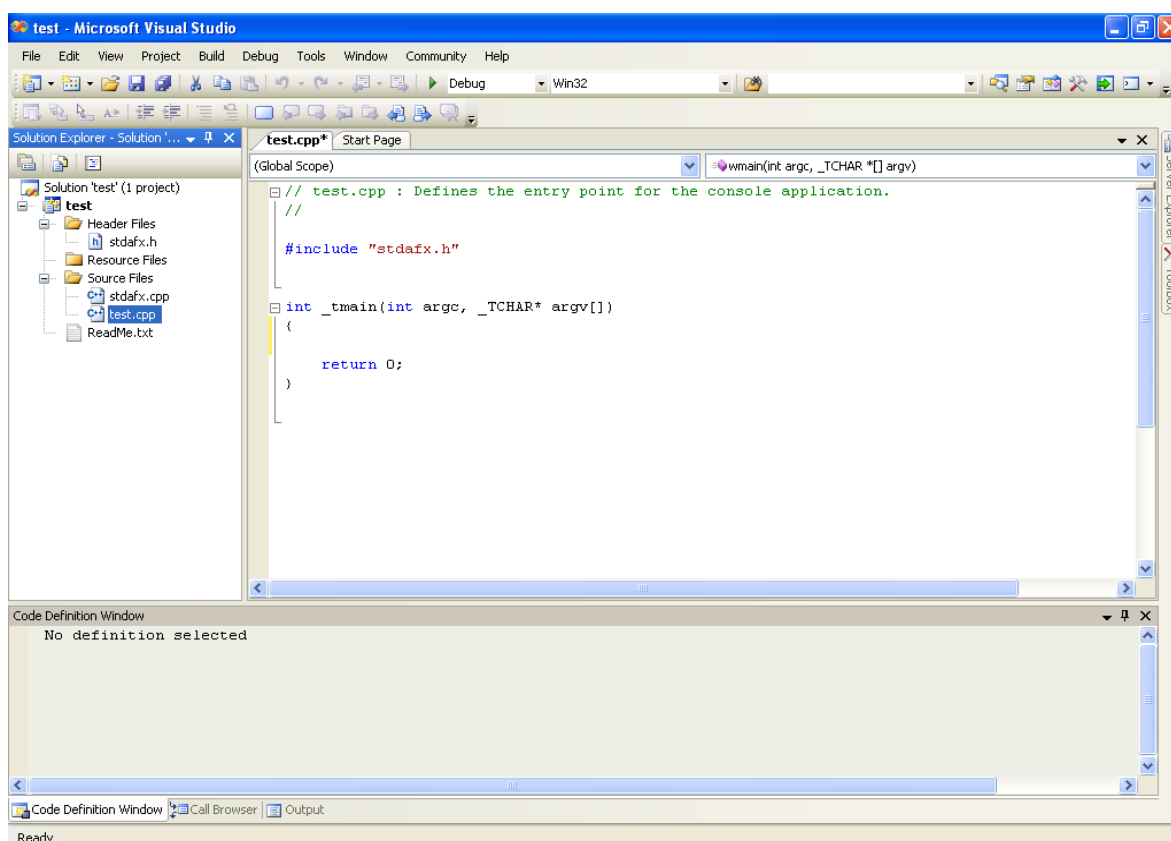 test - Microsoft Visual Studio
File Edit View Project Build Debug Tools Window Community Help
Debug Win32
Solution Explorer - Solution '...
test.cpp* Start Page
(Global Scope) wmain(int argc, _TCHAR *[] argv)
Solution 'test' (1 project)
test
Header Files
h stdafx.h
Resource Files
Source Files
C++ stdafx.cpp
C++ test.cpp
ReadMe.txt
// test.cpp : Defines the entry point for the console application.
//
#include "stdafx.h"
int _tmain(int argc, _TCHAR* argv[])
{
return 0;
}
Server Explorer
Toolbox
Code Definition Window
No definition selected
Code Definition Window Call Browser Output
Ready